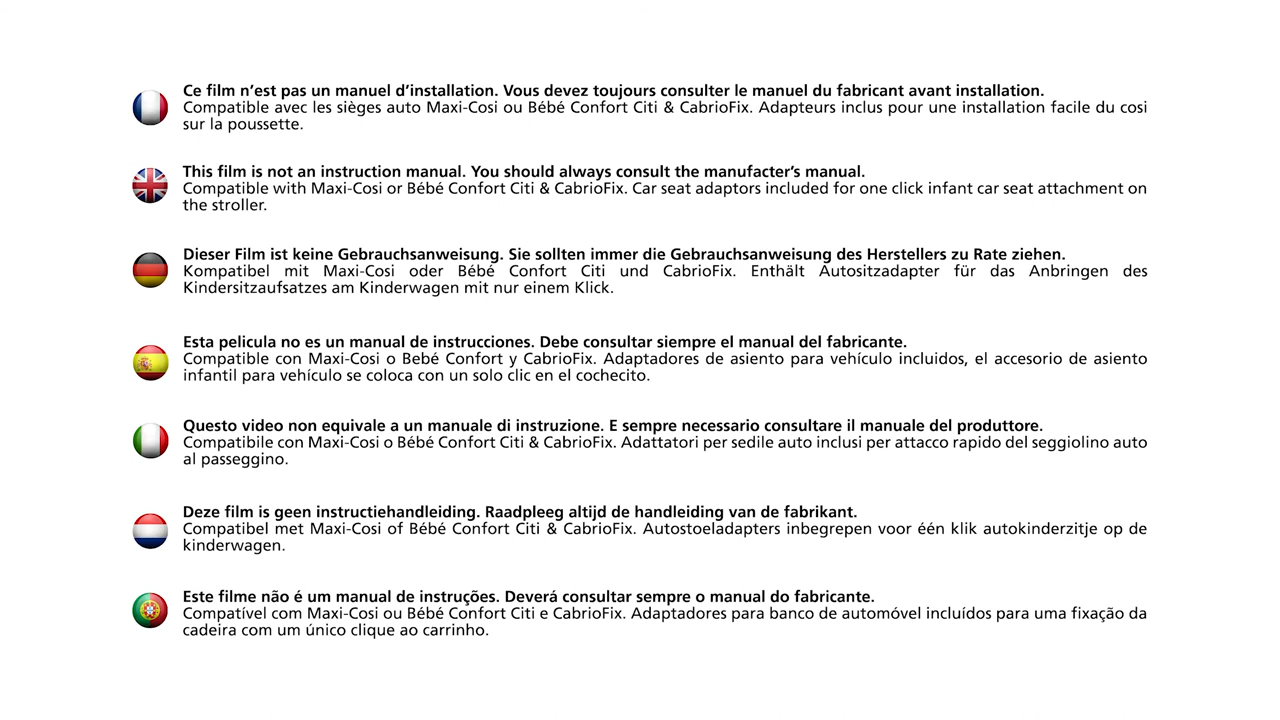 Ce film n’est pas un manuel d’installation. Vous devez toujours consulter le manuel du fabricant avant installation.
Compatible avec les sièges auto Maxi-Cosi ou Bébé Confort Citi & CabrioFix. Adapteurs inclus pour une installation facile du cosi
sur la poussette.
This film is not an instruction manual. You should always consult the manufacter’s manual.
Compatible with Maxi-Cosi or Bébé Confort Citi & CabrioFix. Car seat adaptors included for one click infant car seat attachment on
the stroller.
Dieser Film ist keine Gebrauchsanweisung. Sie sollten immer die Gebrauchsanweisung des Herstellers zu Rate ziehen.
Kompatibel mit Maxi-Cosi oder Bébé Confort Citi und CabrioFix. Enthält Autositzadapter für das Anbringen des
Kindersitzaufsatzes am Kinderwagen mit nur einem Klick.
Esta pelicula no es un manual de instrucciones. Debe consultar siempre el manual del fabricante.
Compatible con Maxi-Cosi o Bebé Confort y CabrioFix. Adaptadores de asiento para vehículo incluidos, el accesorio de asiento
infantil para vehículo se coloca con un solo clic en el cochecito.
Questo video non equivale a un manuale di instruzione. E sempre necessario consultare il manuale del produttore.
Compatibile con Maxi-Cosi o Bébé Confort Citi & CabrioFix. Adattatori per sedile auto inclusi per attacco rapido del seggiolino auto
al passeggino.
Deze film is geen instructiehandleiding. Raadpleeg altijd de handleiding van de fabrikant.
Compatibel met Maxi-Cosi of Bébé Confort Citi & CabrioFix. Autostoeladapters inbegrepen voor één klik autokinderzitje op de
kinderwagen.
Este filme não é um manual de instruções. Deverá consultar sempre o manual do fabricante.
Compatível com Maxi-Cosi ou Bébé Confort Citi e CabrioFix. Adaptadores para banco de automóvel incluídos para uma fixação da
cadeira com um único clique ao carrinho.